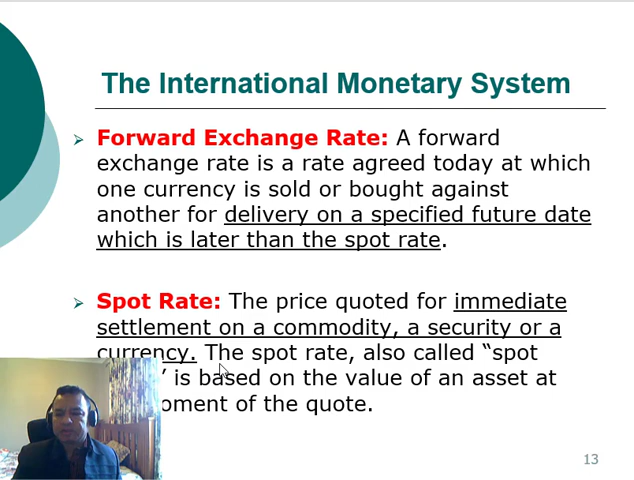 The International Monetary System
Forward Exchange Rate: A forward
exchange rate is a rate agreed today at which
one currency is sold or bought against
another for delivery on a specified future date
which is later than the spot rate.
Spot Rate: The price quoted for immediate
settlement on a commodity, a security or a
currency. The spot rate, also called “spot
is based on the value of an asset at
of the quote.
13